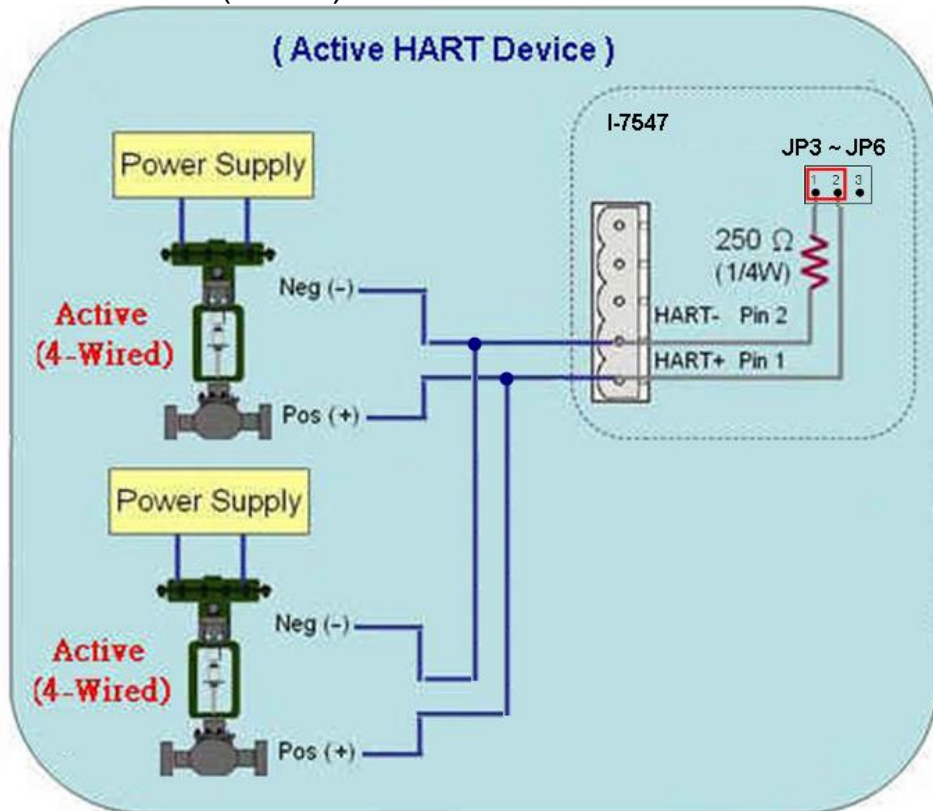 ( Active HART Device )
I-7547
JP3 ~ JP6
1 2 3
Power Supply
250 Ω
(1/4W)
Neg (-)
Active
(4-Wired)
HART- Pin 2
HART+ Pin 1
Pos (+)
Power Supply
Neg (-)
Active
(4-Wired)
Pos (+)